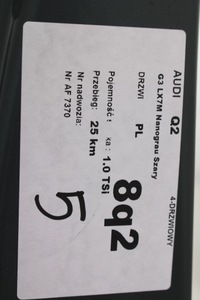 AUDI Q2
4-DRZWIOWY
G3 LX7M Nanograu Szary
DRZWI PL
8q2
Pojemność s ka: 1.0 TSi
Przebieg: 25 km
Nr nadwozia:
Nr AF 7370
5